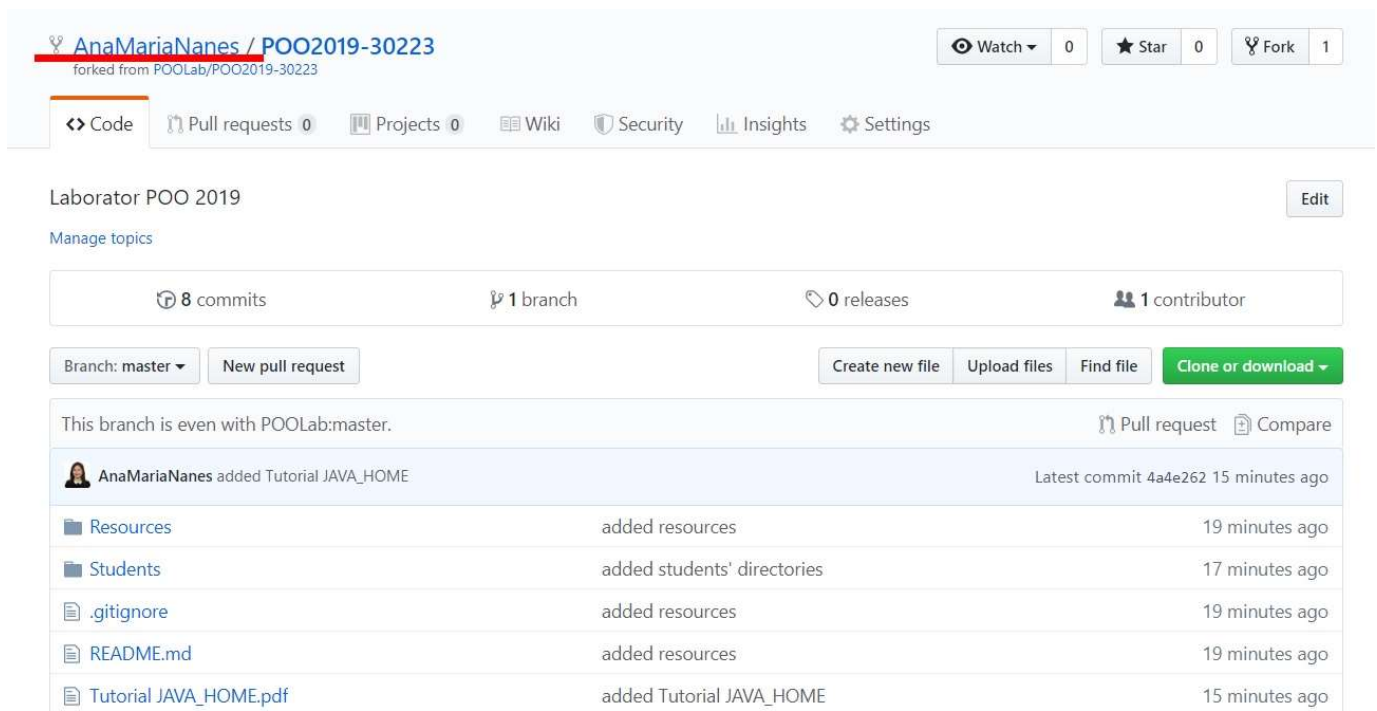 AnaMariaNanes / POO2019-30223 Watch 0 Star 0 Fork 1
forked from POOLab/POO2019-30223
<> Code Pull requests 0 Projects 0 Wiki Security Insights Settings
Laborator POO 2019 Edit
Manage topics
8 commits 1 branch 0 releases 1 contributor
Branch: master New pull request Create new file Upload files Find file Clone or download
This branch is even with POOLab:master. Pull request Compare
AnaMariaNanes added Tutorial JAVA_HOME Latest commit 4a4e262 15 minutes ago
Resources added resources 19 minutes ago
Students added students' directories 17 minutes ago
.gitignore added resources 19 minutes ago
README.md added resources 19 minutes ago
Tutorial JAVA_HOME.pdf added Tutorial JAVA_HOME 15 minutes ago